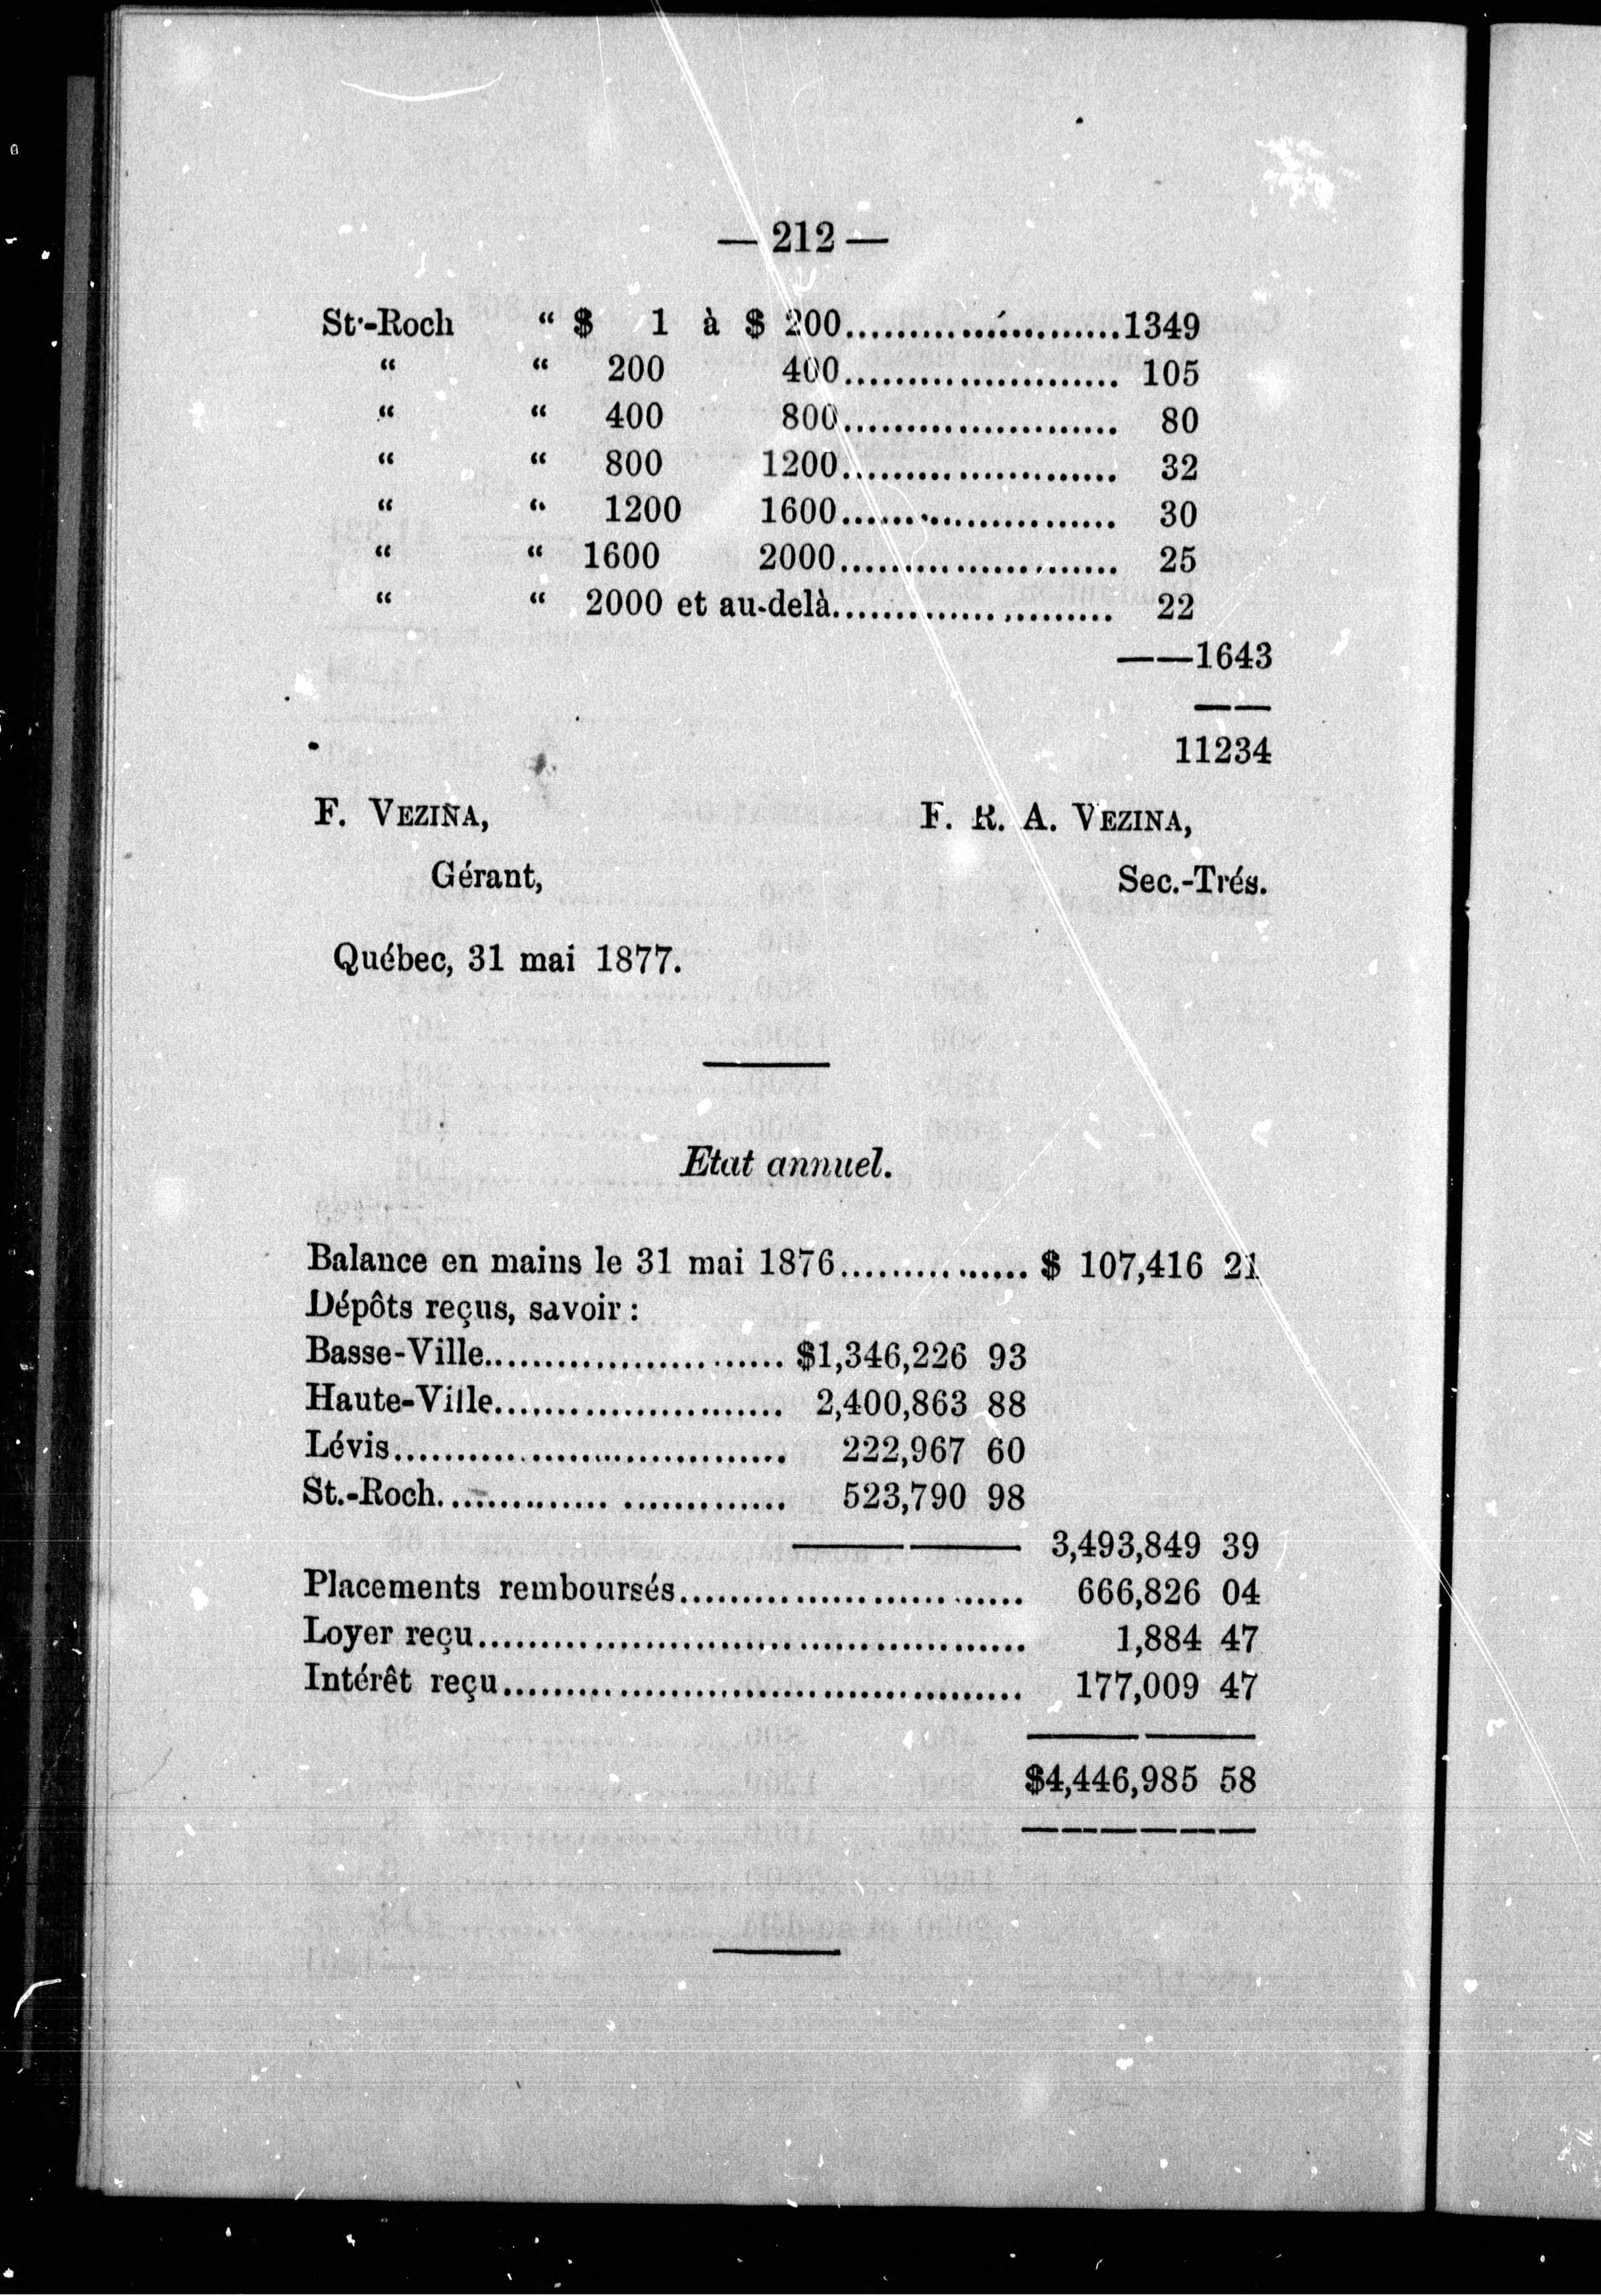 — 212 —
St.-Roch “ $ 1 à $ 200........................1349
“ “ 200 400........................ 105
“ “ 400 800........................ 80
“ “ 800 1200........................ 32
“ “ 1200 1600........................ 30
“ “ 1600 2000........................ 25
“ “ 2000 et au-delà........................ 22
——1643
——
11234
F. VEZINA, F. R. A. VEZINA,
Gérant, Sec.-Trés.
Québec, 31 mai 1877.
Etat annuel.
Balance en mains le 31 mai 1876............... $ 107,416 21
Dépôts reçus, savoir :
Basse-Ville........................ $1,346,226 93
Haute-Ville........................ 2,400,863 88
Lévis................................ 222,967 60
St.-Roch............................ 523,790 98
—— —— 3,493,849 39
Placements remboursés........................... 666,826 04
Loyer reçu............................................ 1,884 47
Intérêt reçu.......................................... 177,009 47
$4,446,985 58